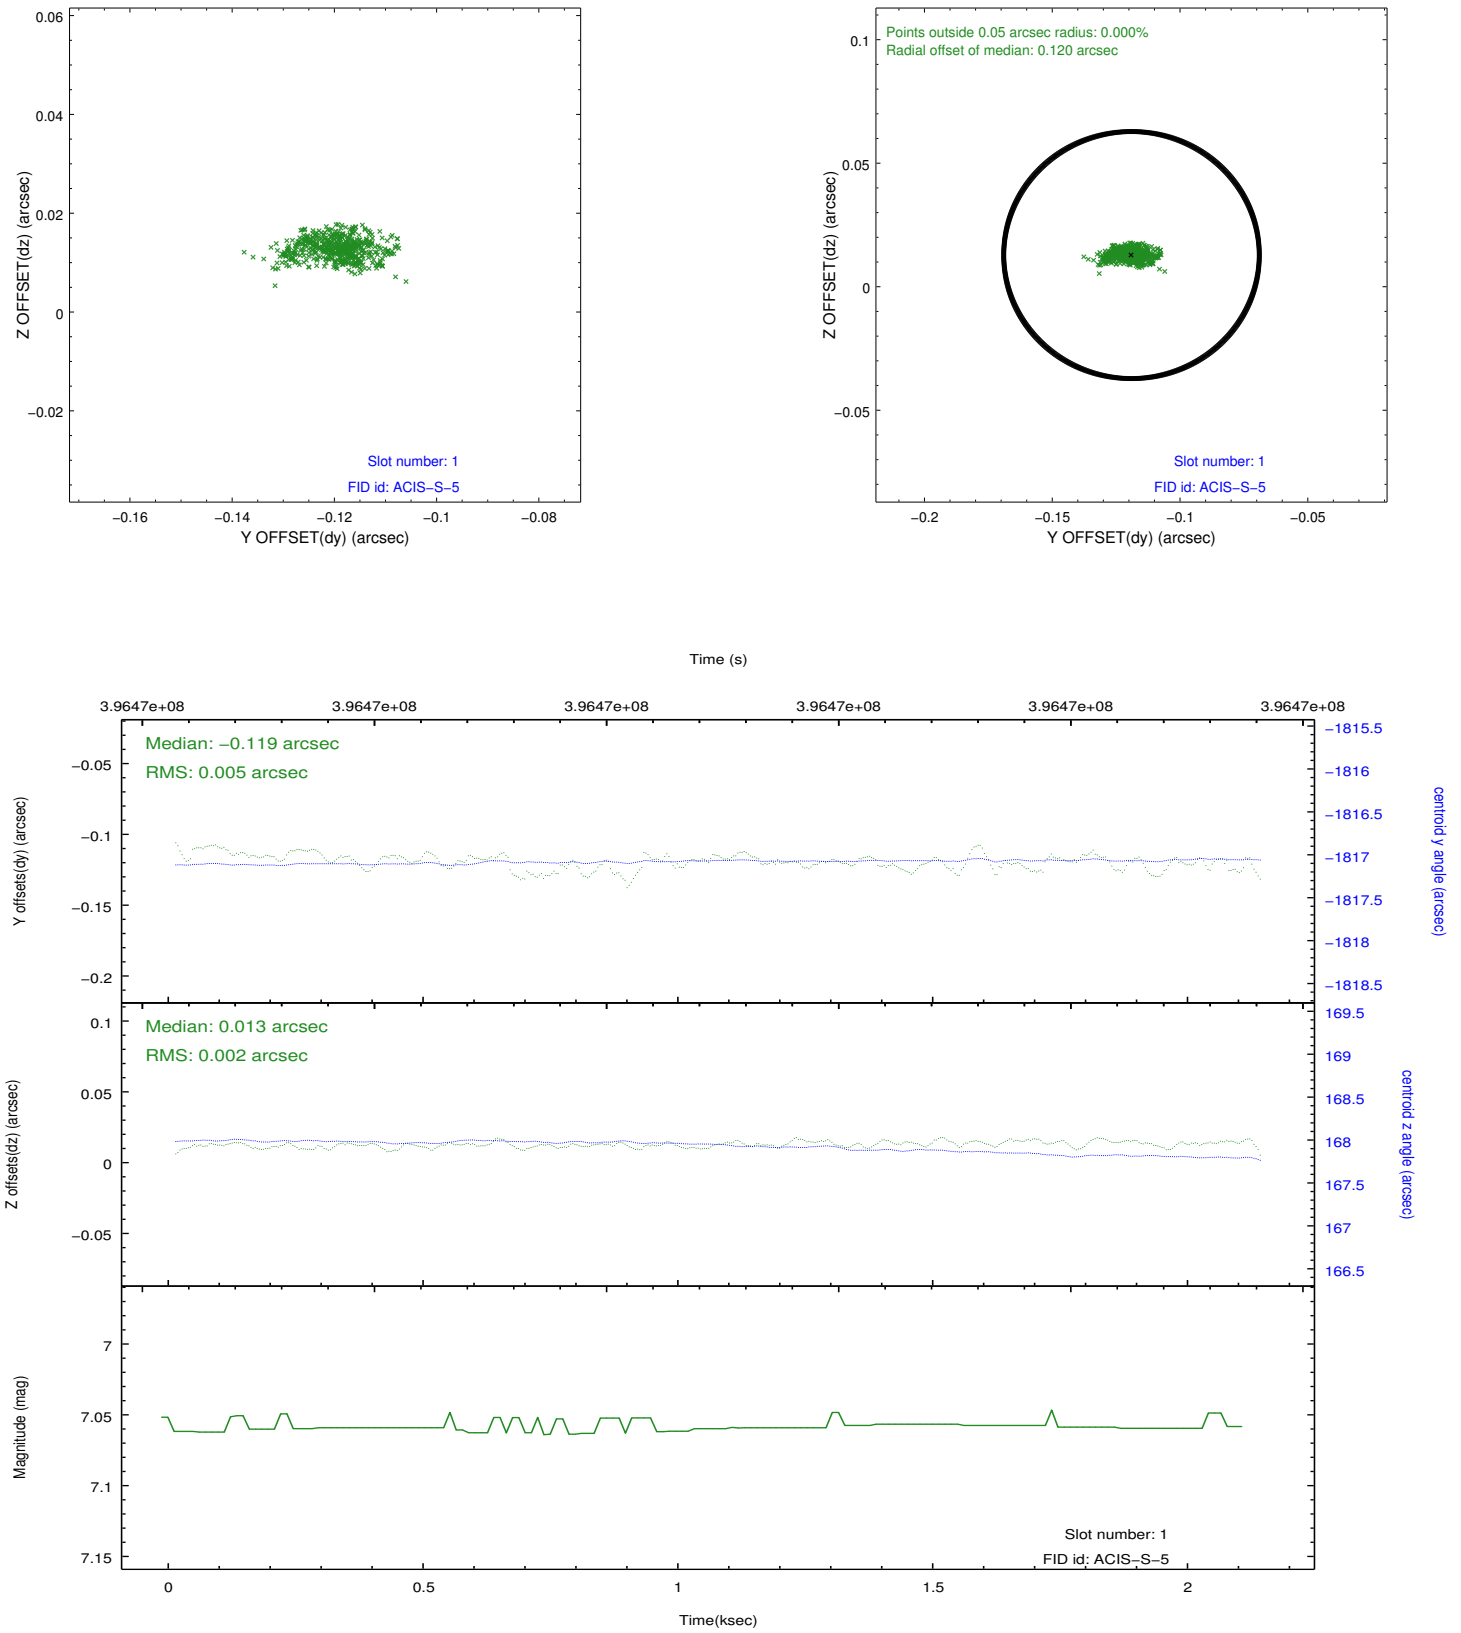 0.06
0.04
0.02
0
−0.02
Z OFFSET(dz) (arcsec)
Slot number: 1
FID id: ACIS−S−5
−0.16 −0.14 −0.12 −0.1 −0.08
Y OFFSET(dy) (arcsec)
Points outside 0.05 arcsec radius: 0.000%
Radial offset of median: 0.120 arcsec
0.1
0.05
0
−0.05
Z OFFSET(dz) (arcsec)
Slot number: 1
FID id: ACIS−S−5
−0.2 −0.15 −0.1 −0.05
Y OFFSET(dy) (arcsec)
Time (s)
3.9647e+08 3.9647e+08 3.9647e+08 3.9647e+08 3.9647e+08 3.9647e+08
Median: −0.119 arcsec
RMS: 0.005 arcsec
−0.05
−0.1
−0.15
−0.2
Y offsets(dy) (arcsec)
−1815.5
−1816
−1816.5
−1817
−1817.5
−1818
−1818.5
centroid y angle (arcsec)
Median: 0.013 arcsec
RMS: 0.002 arcsec
0.1
0.05
0
−0.05
Z offsets(dz) (arcsec)
169.5
169
168.5
168
167.5
167
166.5
centroid z angle (arcsec)
7
7.05
7.1
7.15
Magnitude (mag)
Slot number: 1
FID id: ACIS−S−5
0 0.5 1 1.5 2
Time(ksec)